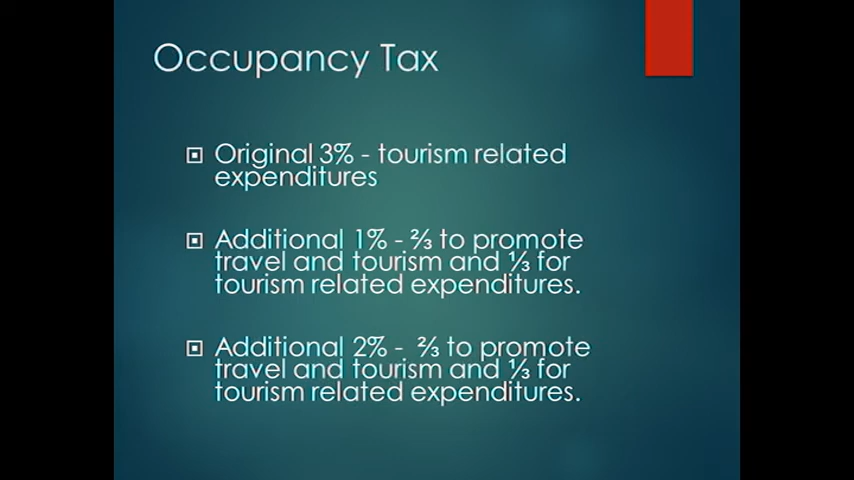 Occupancy Tax
Original 3% - tourism related
expenditures
Additional 1% - ⅔ to promote
travel and tourism and ⅓ for
tourism related expenditures.
Additional 2% -  ⅔ to promote
travel and tourism and ⅓ for
tourism related expenditures.